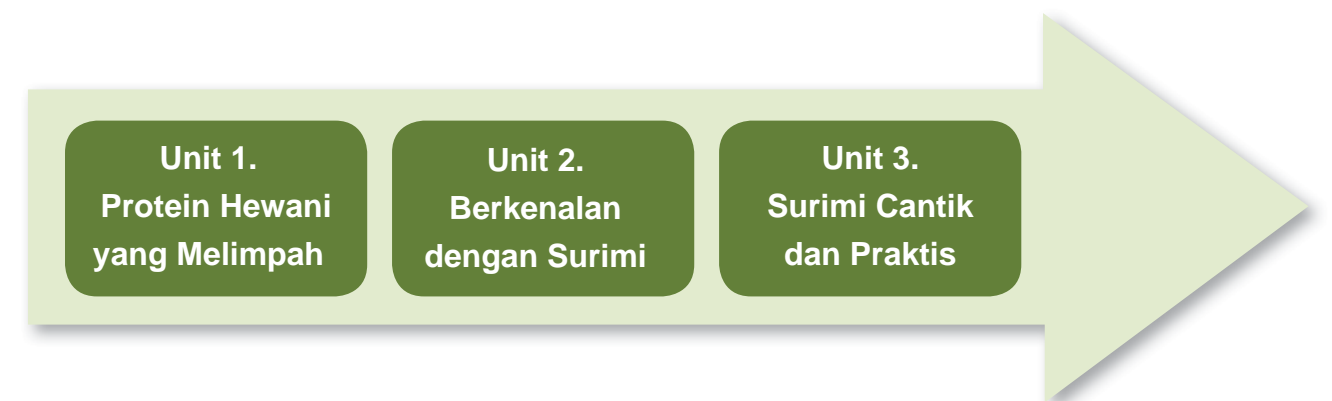 Unit 1.
Protein Hewani
yang Melimpah
Unit 2.
Berkenalan
dengan Surimi
Unit 3.
Surimi Cantik
dan Praktis